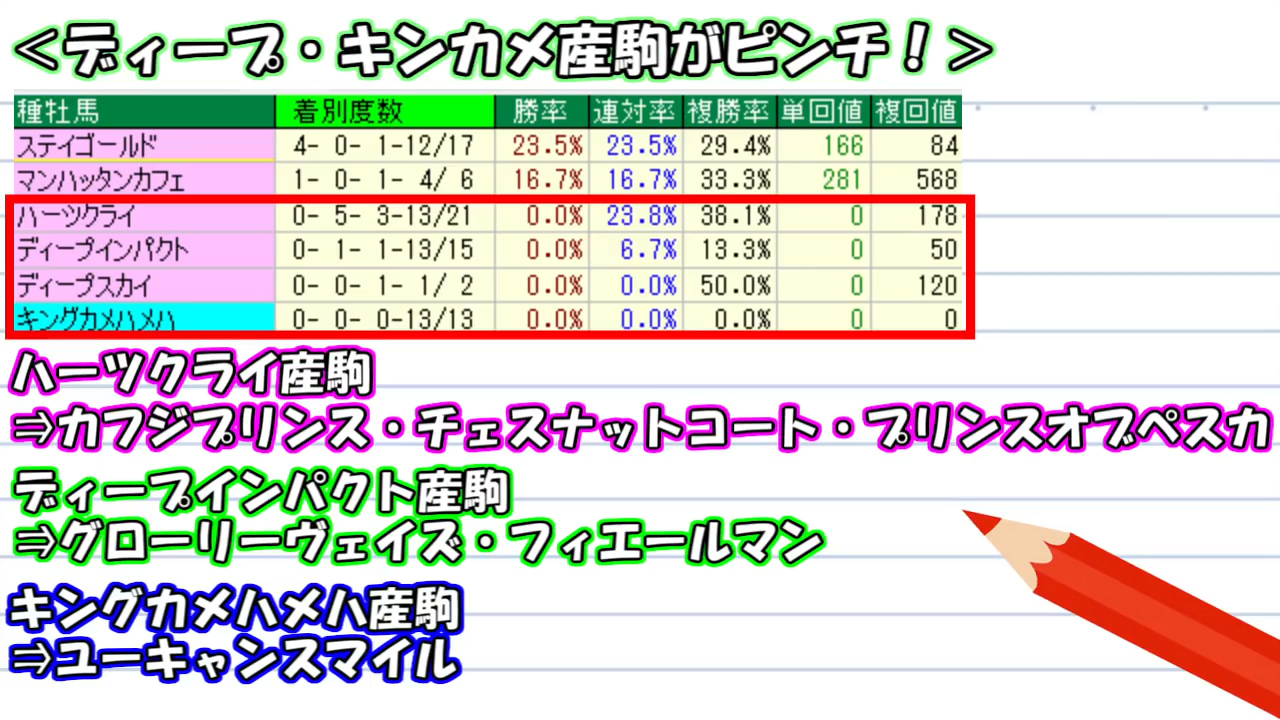 ＜ディープ・キンカメ産駒がピンチ！＞
種牡馬 着別度数 勝率 連対率 複勝率 単回値 複回値
ステイゴールド 4- 0- 1-12/17 23.5% 23.5% 29.4% 166 84
マンハッタンカフェ 1- 0- 1- 4/ 6 16.7% 16.7% 33.3% 281 568
ハーツクライ 0- 5- 3-13/21 0.0% 23.8% 38.1% 0 178
ディープインパクト 0- 1- 1-13/15 0.0% 6.7% 13.3% 0 50
ディープスカイ 0- 0- 1- 1/ 2 0.0% 0.0% 50.0% 0 120
キングカメハメハ 0- 0- 0-13/13 0.0% 0.0% 0.0% 0 0
ハーツクライ産駒
⇒カフジプリンス・チェスナットコート・プリンスオブペスカ
ディープインパクト産駒
⇒グローリーヴェイズ・フィエールマン
キングカメハメハ産駒
⇒ユーキャンスマイル